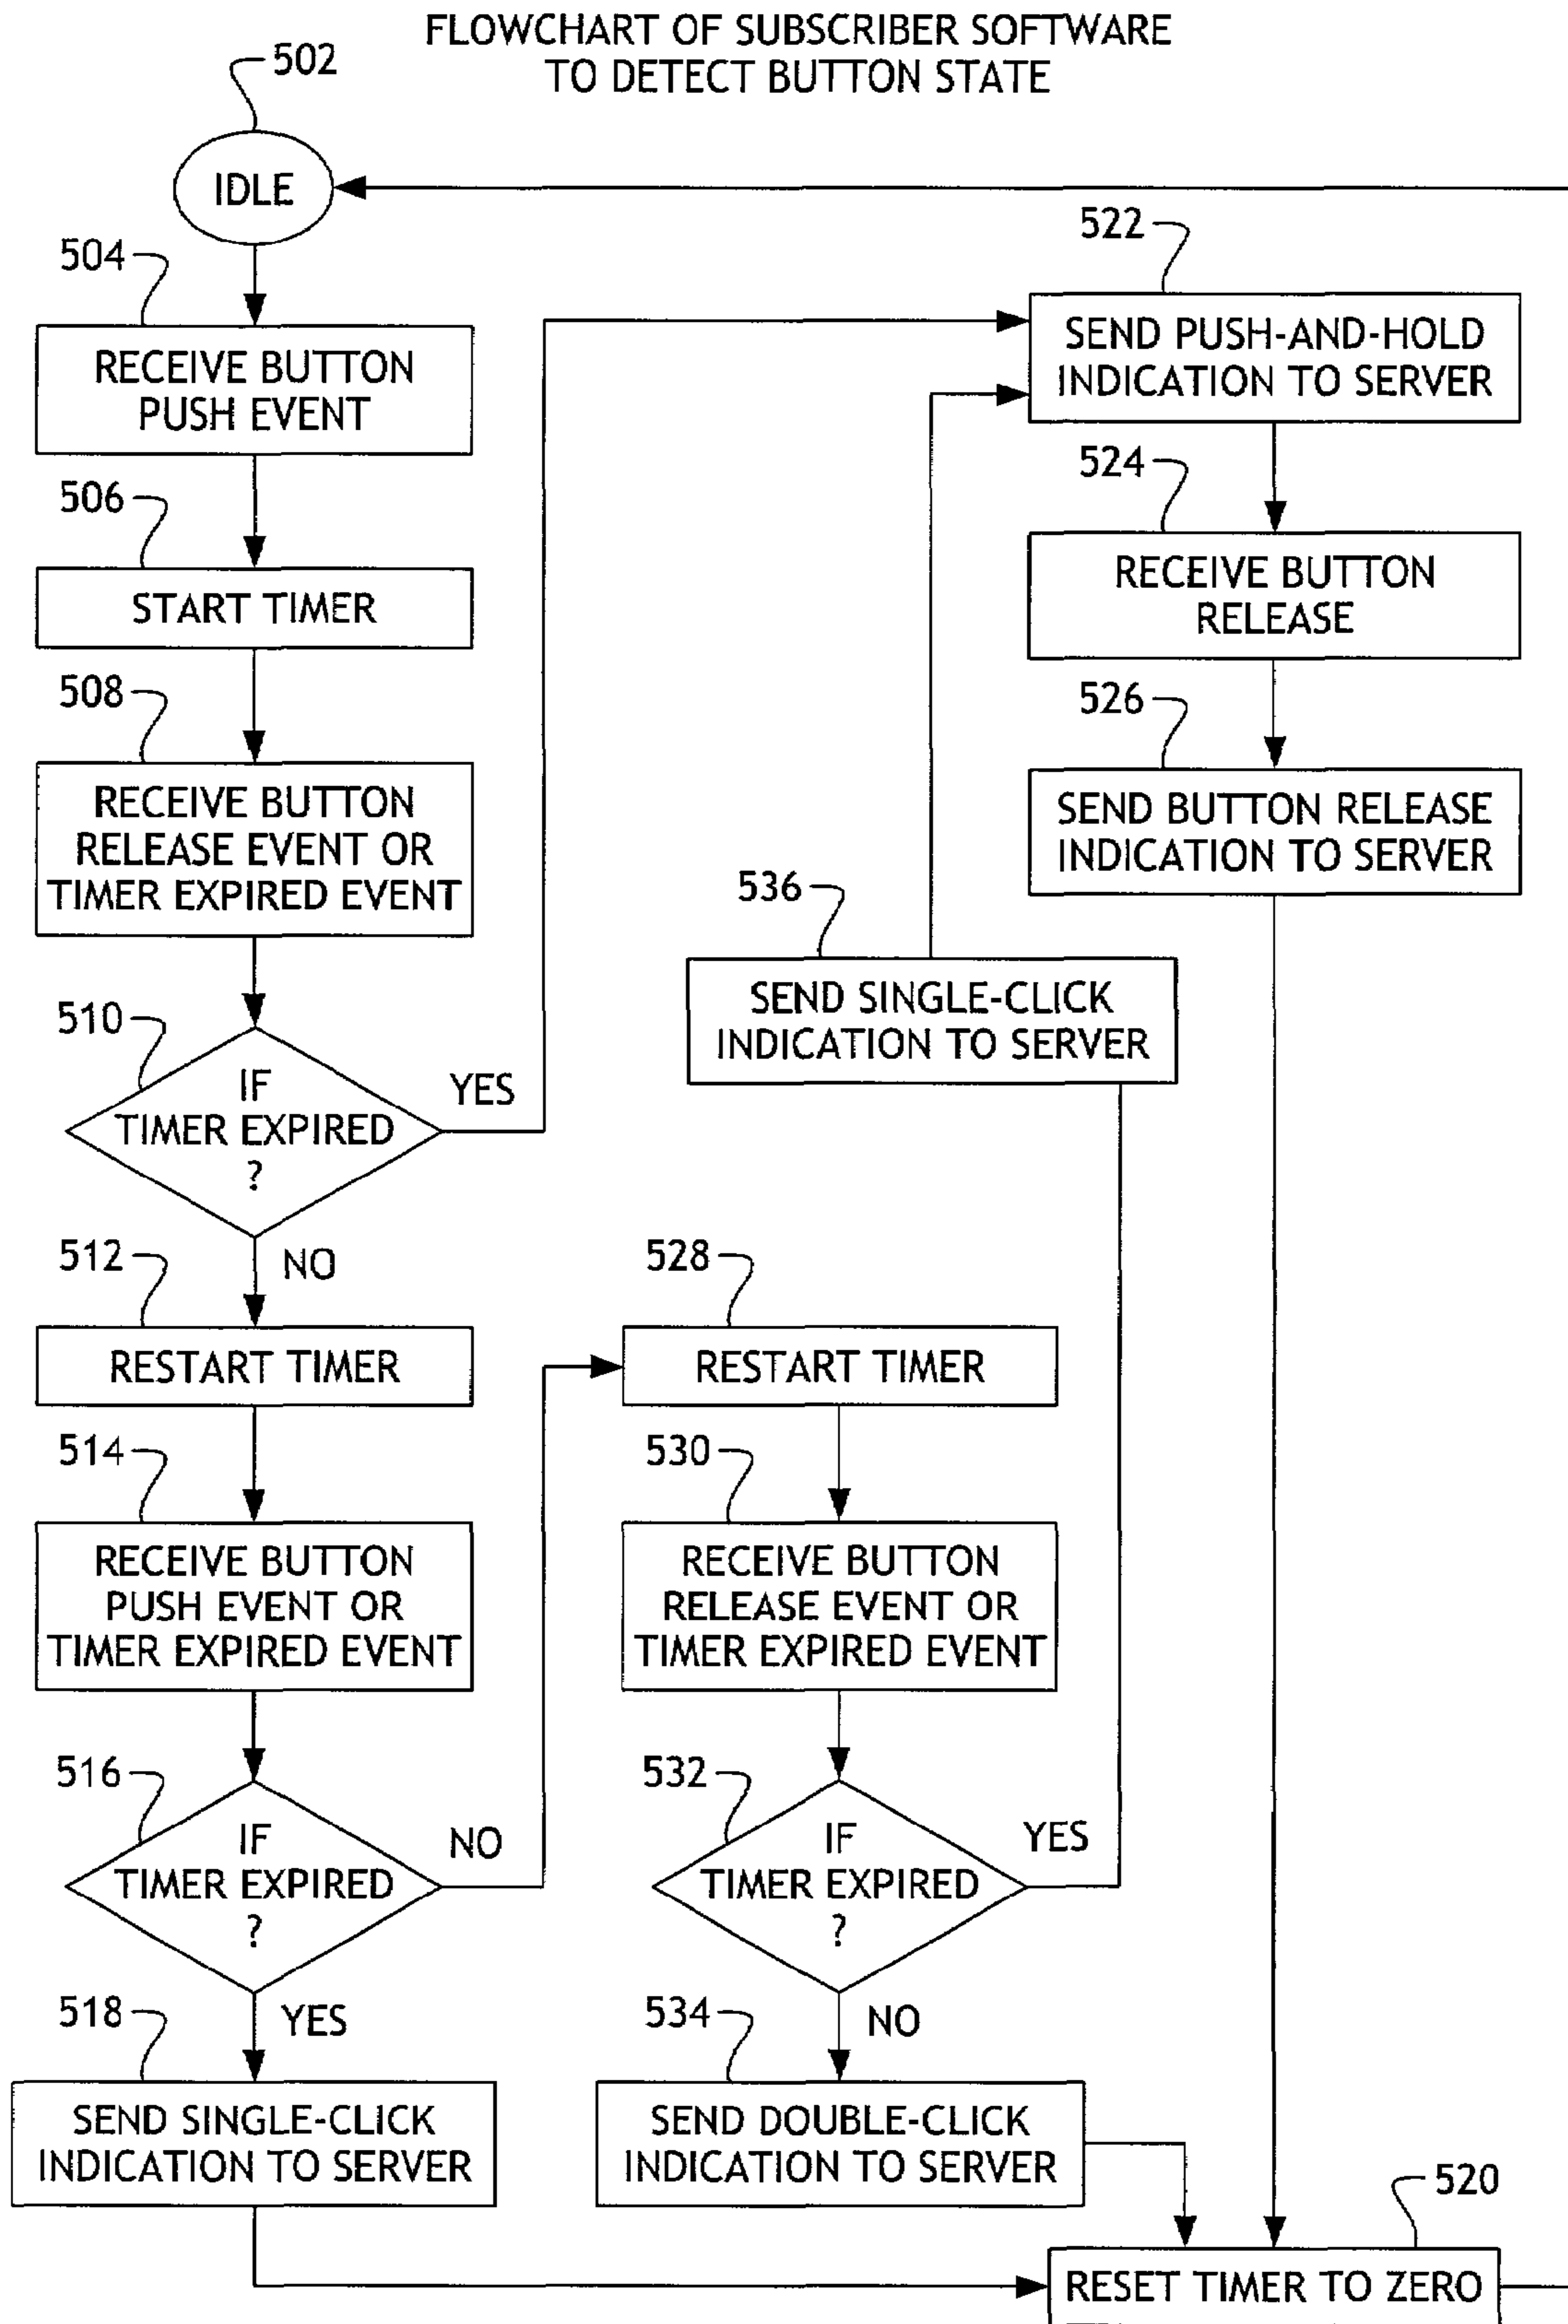 FLOWCHART OF SUBSCRIBER SOFTWARE
TO DETECT BUTTON STATE
502
IDLE
504
RECEIVE BUTTON
PUSH EVENT
506
START TIMER
508
RECEIVE BUTTON
RELEASE EVENT OR
TIMER EXPIRED EVENT
510
IF
TIMER EXPIRED
?
YES
NO
512
RESTART TIMER
514
RECEIVE BUTTON
PUSH EVENT OR
TIMER EXPIRED EVENT
516
IF
TIMER EXPIRED
?
NO
YES
518
SEND SINGLE-CLICK
INDICATION TO SERVER
522
SEND PUSH-AND-HOLD
INDICATION TO SERVER
524
RECEIVE BUTTON
RELEASE
526
SEND BUTTON RELEASE
INDICATION TO SERVER
536
SEND SINGLE-CLICK
INDICATION TO SERVER
528
RESTART TIMER
530
RECEIVE BUTTON
RELEASE EVENT OR
TIMER EXPIRED EVENT
532
IF
TIMER EXPIRED
?
YES
NO
534
SEND DOUBLE-CLICK
INDICATION TO SERVER
520
RESET TIMER TO ZERO